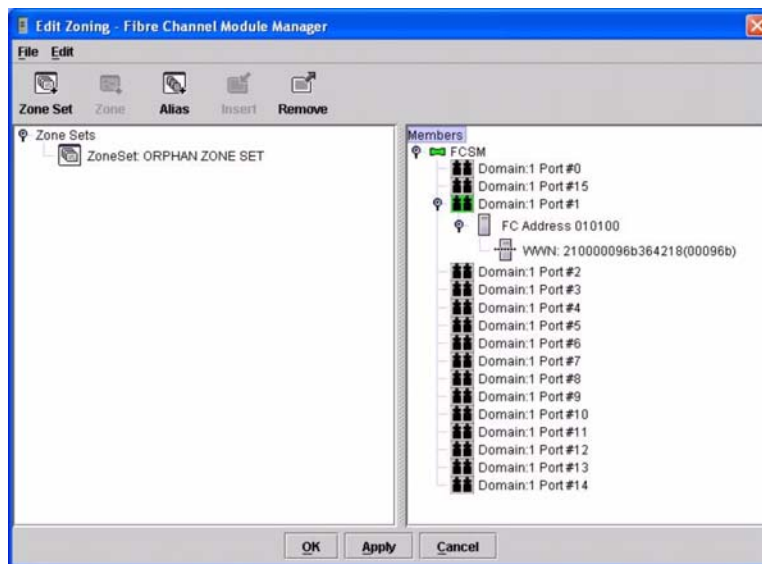 Edit Zoning - Fibre Channel Module Manager
File Edit
Zone Set Zone Alias Insert Remove
Zone Sets
ZoneSet: ORPHAN ZONE SET
Members
FCSM
Domain:1 Port #0
Domain:1 Port #15
Domain:1 Port #1
FC Address 010100
WWN: 210000096b364218(00096b)
Domain:1 Port #2
Domain:1 Port #3
Domain:1 Port #4
Domain:1 Port #5
Domain:1 Port #6
Domain:1 Port #7
Domain:1 Port #8
Domain:1 Port #9
Domain:1 Port #10
Domain:1 Port #11
Domain:1 Port #12
Domain:1 Port #13
Domain:1 Port #14
OK Apply Cancel